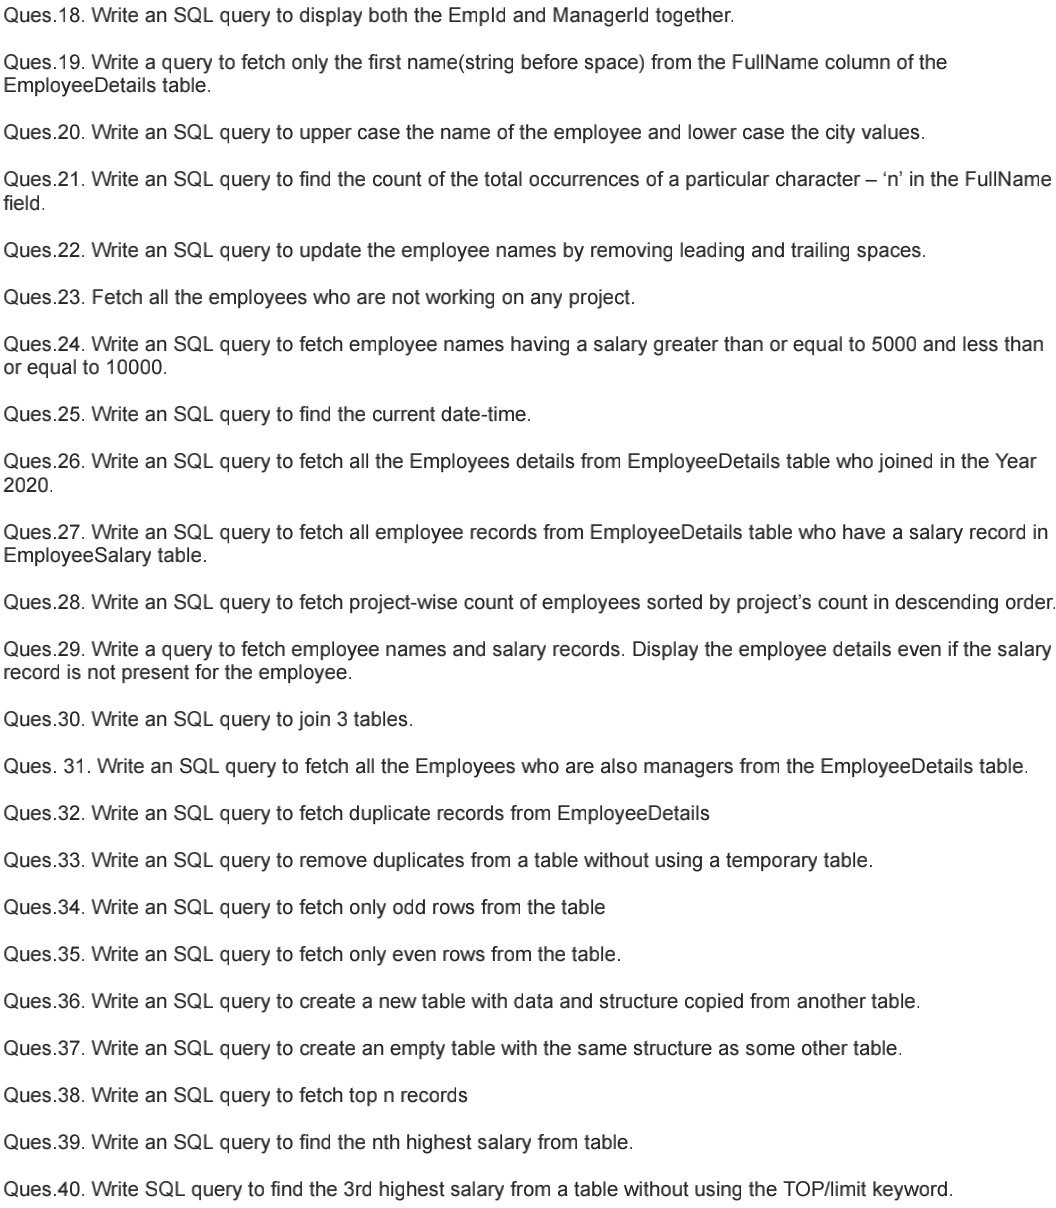 Ques.18. Write an SQL query to display both the EmpId and ManagerId together.
Ques.19. Write a query to fetch only the first name(string before space) from the FullName column of the
EmployeeDetails table.
Ques.20. Write an SQL query to upper case the name of the employee and lower case the city values.
Ques.21. Write an SQL query to find the count of the total occurrences of a particular character – ‘n’ in the FullName
field.
Ques.22. Write an SQL query to update the employee names by removing leading and trailing spaces.
Ques.23. Fetch all the employees who are not working on any project.
Ques.24. Write an SQL query to fetch employee names having a salary greater than or equal to 5000 and less than
or equal to 10000.
Ques.25. Write an SQL query to find the current date-time.
Ques.26. Write an SQL query to fetch all the Employees details from EmployeeDetails table who joined in the Year
2020.
Ques.27. Write an SQL query to fetch all employee records from EmployeeDetails table who have a salary record in
EmployeeSalary table.
Ques.28. Write an SQL query to fetch project-wise count of employees sorted by project’s count in descending order.
Ques.29. Write a query to fetch employee names and salary records. Display the employee details even if the salary
record is not present for the employee.
Ques.30. Write an SQL query to join 3 tables.
Ques. 31. Write an SQL query to fetch all the Employees who are also managers from the EmployeeDetails table.
Ques.32. Write an SQL query to fetch duplicate records from EmployeeDetails
Ques.33. Write an SQL query to remove duplicates from a table without using a temporary table.
Ques.34. Write an SQL query to fetch only odd rows from the table
Ques.35. Write an SQL query to fetch only even rows from the table.
Ques.36. Write an SQL query to create a new table with data and structure copied from another table.
Ques.37. Write an SQL query to create an empty table with the same structure as some other table.
Ques.38. Write an SQL query to fetch top n records
Ques.39. Write an SQL query to find the nth highest salary from table.
Ques.40. Write SQL query to find the 3rd highest salary from a table without using the TOP/limit keyword.